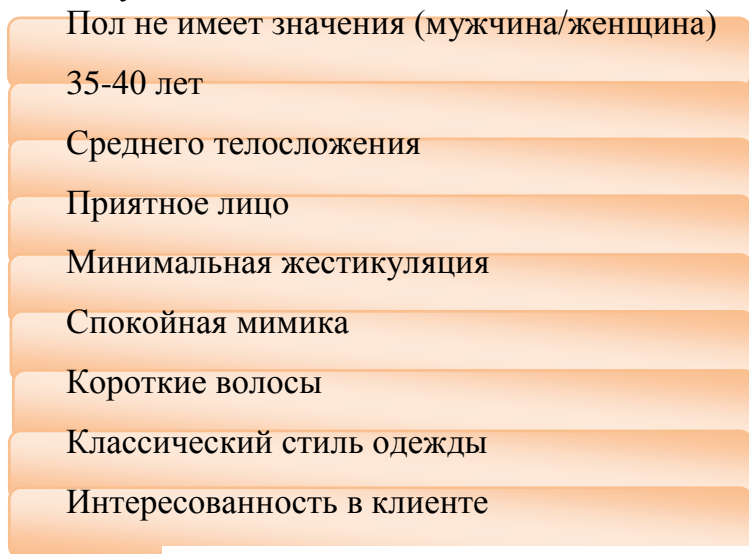 Пол не имеет значения (мужчина/женщина)
35-40 лет
Среднего телосложения
Приятное лицо
Минимальная жестикуляция
Спокойная мимика
Короткие волосы
Классический стиль одежды
Интересованность в клиенте